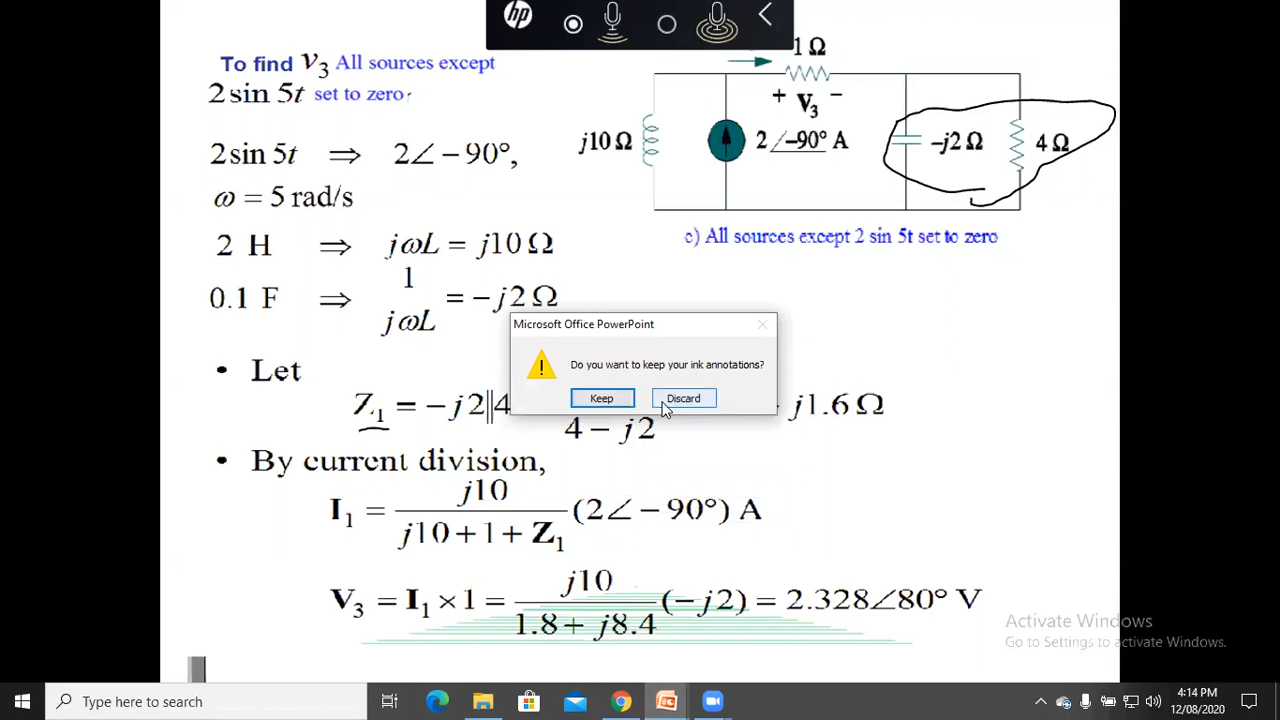 hp
To find v₃ All sources except
2 sin 5t set to zero
2 sin 5t ⇒ 2∠ − 90°,
ω = 5 rad/s
2 H ⇒ jωL = j10 Ω
0.1 F ⇒ 1/jωL = −j2 Ω
1 Ω
+ V₃ −
j10 Ω
2 ∠−90° A
−j2 Ω
4 Ω
c) All sources except 2 sin 5t set to zero
Microsoft Office PowerPoint
Do you want to keep your ink annotations?
Keep
Discard
• Let
Z₁ = −j2||4
4 − j2
j1.6 Ω
• By current division,
I₁ = j10/(j10 + 1 + Z₁) (2∠ − 90°) A
V₃ = I₁ × 1 = j10/(1.8 + j8.4) (−j2) = 2.328∠80° V
Activate Windows
Go to Settings to activate Windows.
Type here to search
4:14 PM
12/08/2020